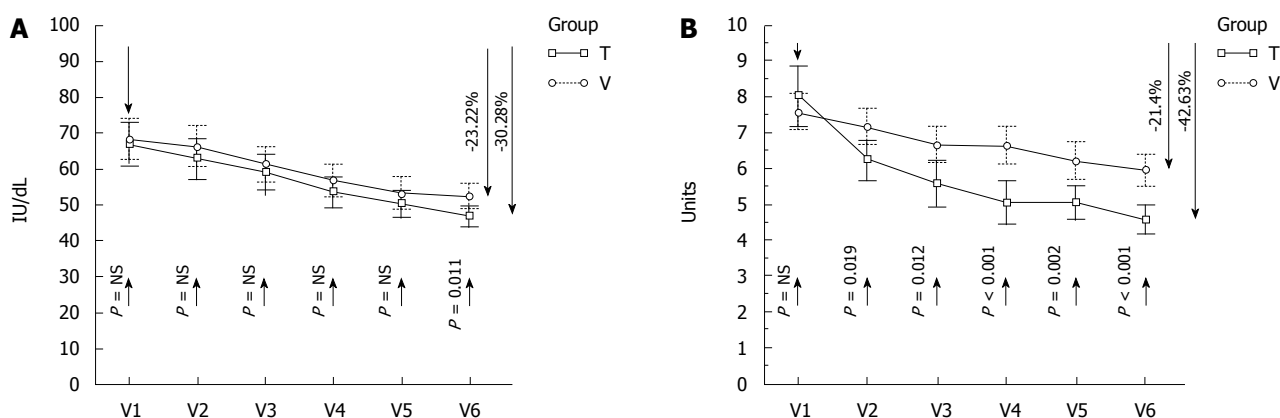 A
100
90
80
70
60
50
40
30
20
10
0
IU/dL
Group
T
V
-23.22%
-30.28%
P = NS
P = NS
P = NS
P = NS
P = NS
P = 0.011
V1 V2 V3 V4 V5 V6
B
10
9
8
7
6
5
4
3
2
1
0
Units
Group
T
V
-21.4%
-42.63%
P = NS
P = 0.019
P = 0.012
P < 0.001
P = 0.002
P < 0.001
V1 V2 V3 V4 V5 V6